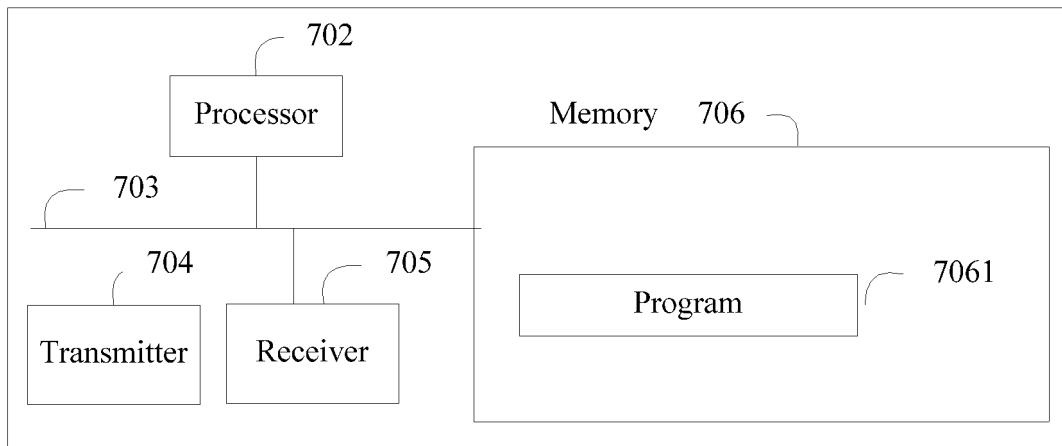 702
Processor
Memory 706
703
704
705
7061
Program
Transmitter
Receiver